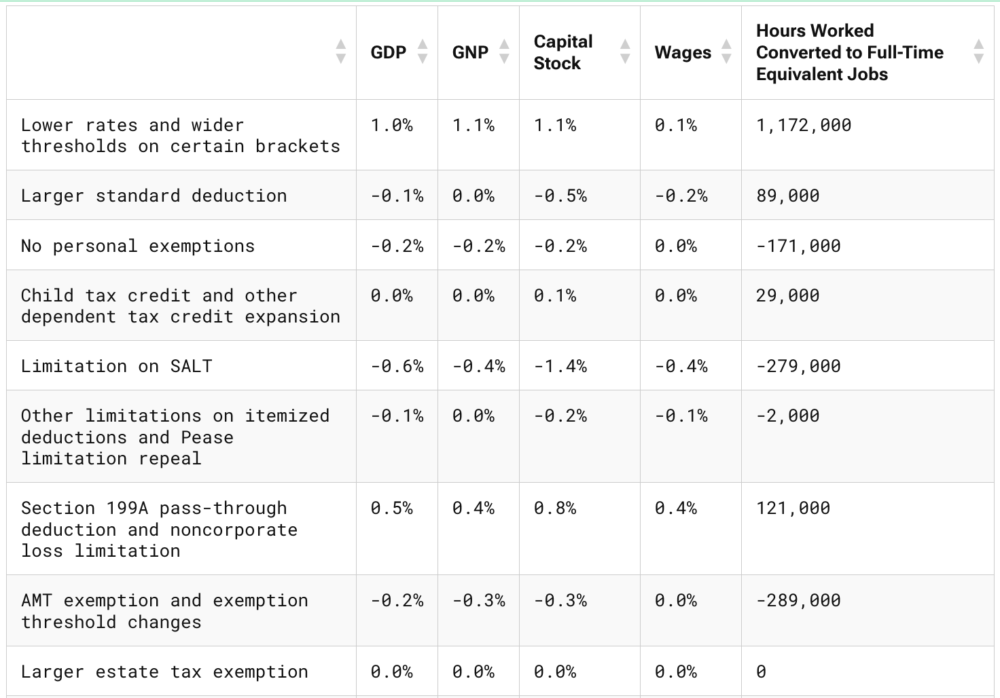 GDP GNP Capital Stock Wages Hours Worked Converted to Full-Time Equivalent Jobs
Lower rates and wider 1.0% 1.1% 1.1% 0.1% 1,172,000
thresholds on certain brackets
Larger standard deduction -0.1% 0.0% -0.5% -0.2% 89,000
No personal exemptions -0.2% -0.2% -0.2% 0.0% -171,000
Child tax credit and other 0.0% 0.0% 0.1% 0.0% 29,000
dependent tax credit expansion
Limitation on SALT -0.6% -0.4% -1.4% -0.4% -279,000
Other limitations on itemized -0.1% 0.0% -0.2% -0.1% -2,000
deductions and Pease
limitation repeal
Section 199A pass-through 0.5% 0.4% 0.8% 0.4% 121,000
deduction and noncorporate
loss limitation
AMT exemption and exemption -0.2% -0.3% -0.3% 0.0% -289,000
threshold changes
Larger estate tax exemption 0.0% 0.0% 0.0% 0.0% 0